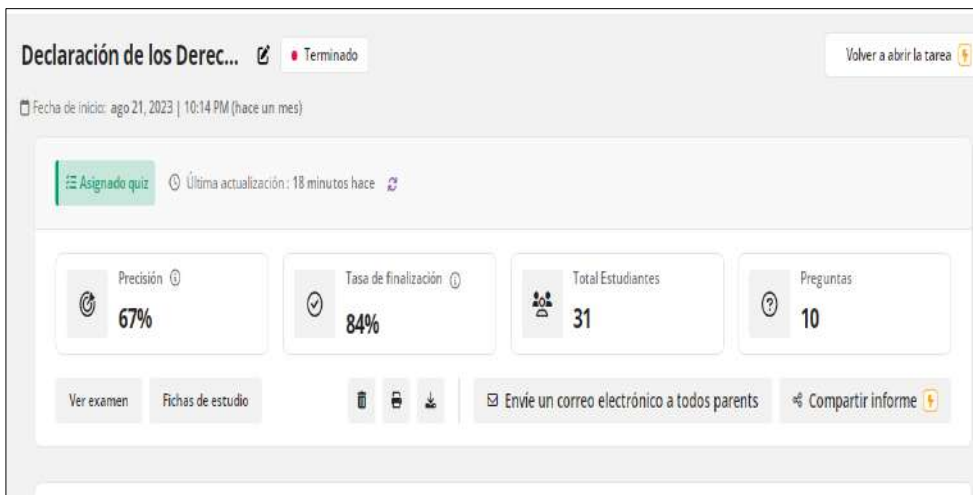 Declaración de los Derec... Terminado Volver a abrir la tarea
Fecha de inicio: ago 21, 2023 | 10:14 PM (hace un mes)
Asignado quiz Última actualización : 18 minutos hace
Precisión Tasa de finalización Total Estudiantes Preguntas
67% 84% 31 10
Ver examen Fichas de estudio Envíe un correo electrónico a todos parents Compartir informe